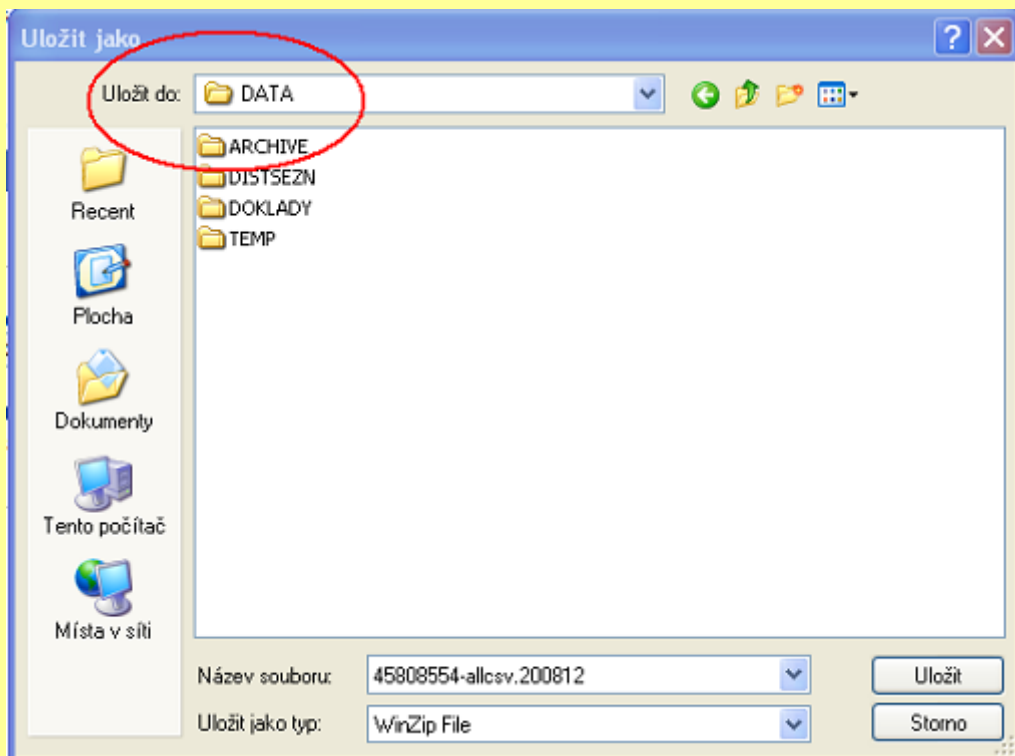 Uložit jako
Uložit do: DATA
ARCHIVE
DISTSEZN
DOKLADY
TEMP
Recent
Plocha
Dokumenty
Tento počítač
Místa v síti
Název souboru: 45808554-allcsv.200812 Uložit
Uložit jako typ: WinZip File Storno